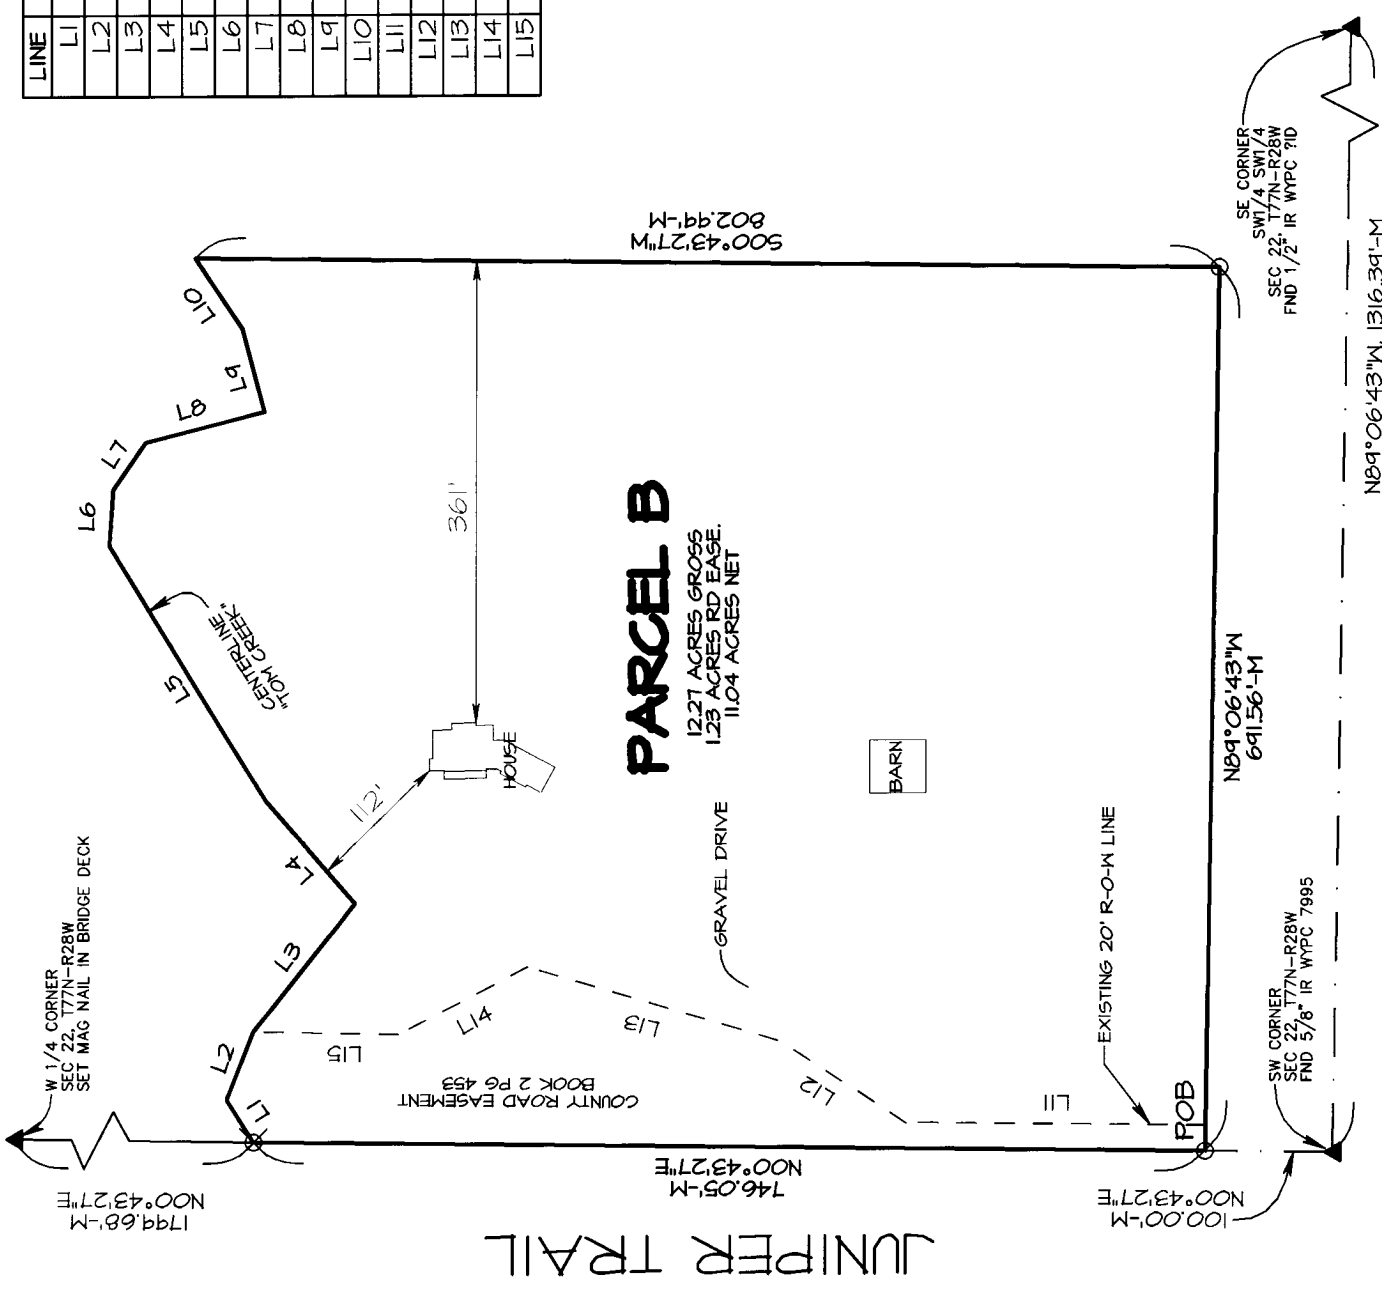 LINE
L1
L2
L3
L4
L5
L6
L7
L8
L9
L10
L11
L12
L13
L14
L15
W 1/4 CORNER
SEC 22, T77N-R28W
SET MAG NAIL IN BRIDGE DECK
1799.68'-M
N00°43'27"E
L1
L2
L3
L4
L5
L6
L7
L8
L9
L10
CENTERLINE
"TOM CREEK"
112'
361'
HOUSE
S00°43'27"W
802.99'-M
PARCEL B
12.27 ACRES GROSS
1.23 ACRES RD EASE.
11.04 ACRES NET
BARN
GRAVEL DRIVE
EXISTING 20' R-O-W LINE
L15
L14
L13
L12
L11
COUNTY ROAD EASEMENT
BOOK 2 PG 453
746.05'-M
N00°43'27"E
POB
N89°06'43"W
691.56'-M
100.00'-M
N00°43'27"E
JUNIPER TRAIL
SW CORNER
SEC 22, T77N-R28W
FND 5/8" IR WYPC 7995
SE CORNER
SW1/4 SW1/4
SEC 22, T77N-R28W
FND 1/2" IR WYPC ?ID
N89°06'43"W, 1316.39'-M